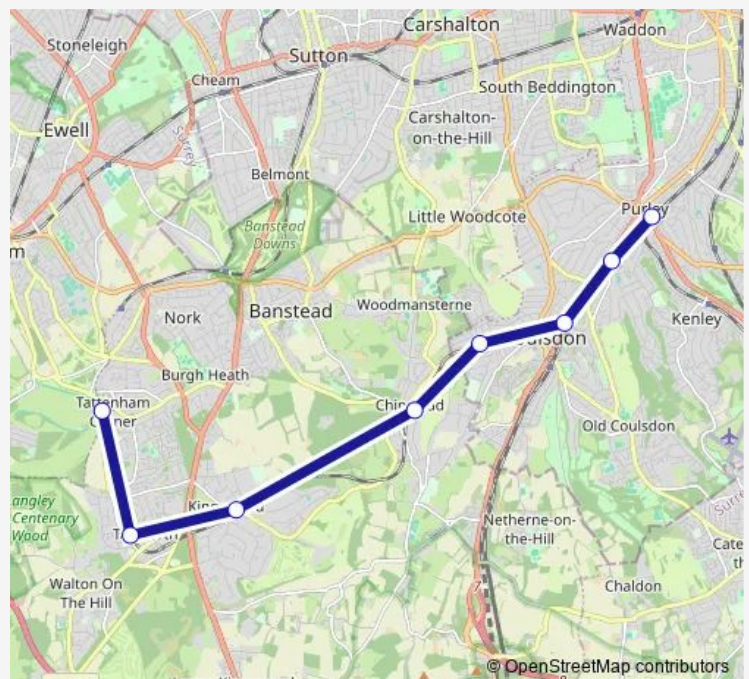 Carshalton
Waddon
Stoneleigh
Sutton
Cheam
South Beddington
Carshalton-
on-the-Hill
Ewell
Surrey
Belmont
Little Woodcote
Purley
Banstead
Downs
m
Woodmansterne
Banstead
Nork
Kenley
Burgh Heath
Old Coulsdon
angley
Centenary
Wood
Netherne-on-
the-Hill
Walton On
The Hill
Chaldon
7
© OpenStreetMap contributors